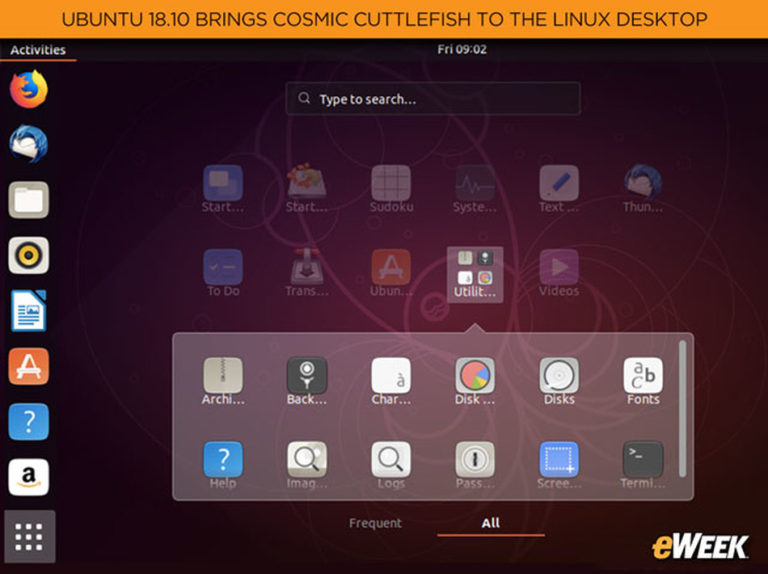 UBUNTU 18.10 BRINGS COSMIC CUTTLEFISH TO THE LINUX DESKTOP
Activities
Fri 09:02
Type to search...
Start... Start... Sudoku Syste... Text ... Thun...
To Do Trans... Ubun... Utilit... Videos
Archi... Back... Char... Disk ... Disks Fonts
Help Imag... Logs Pass... Scree... Termi...
Frequent All
eWEEK